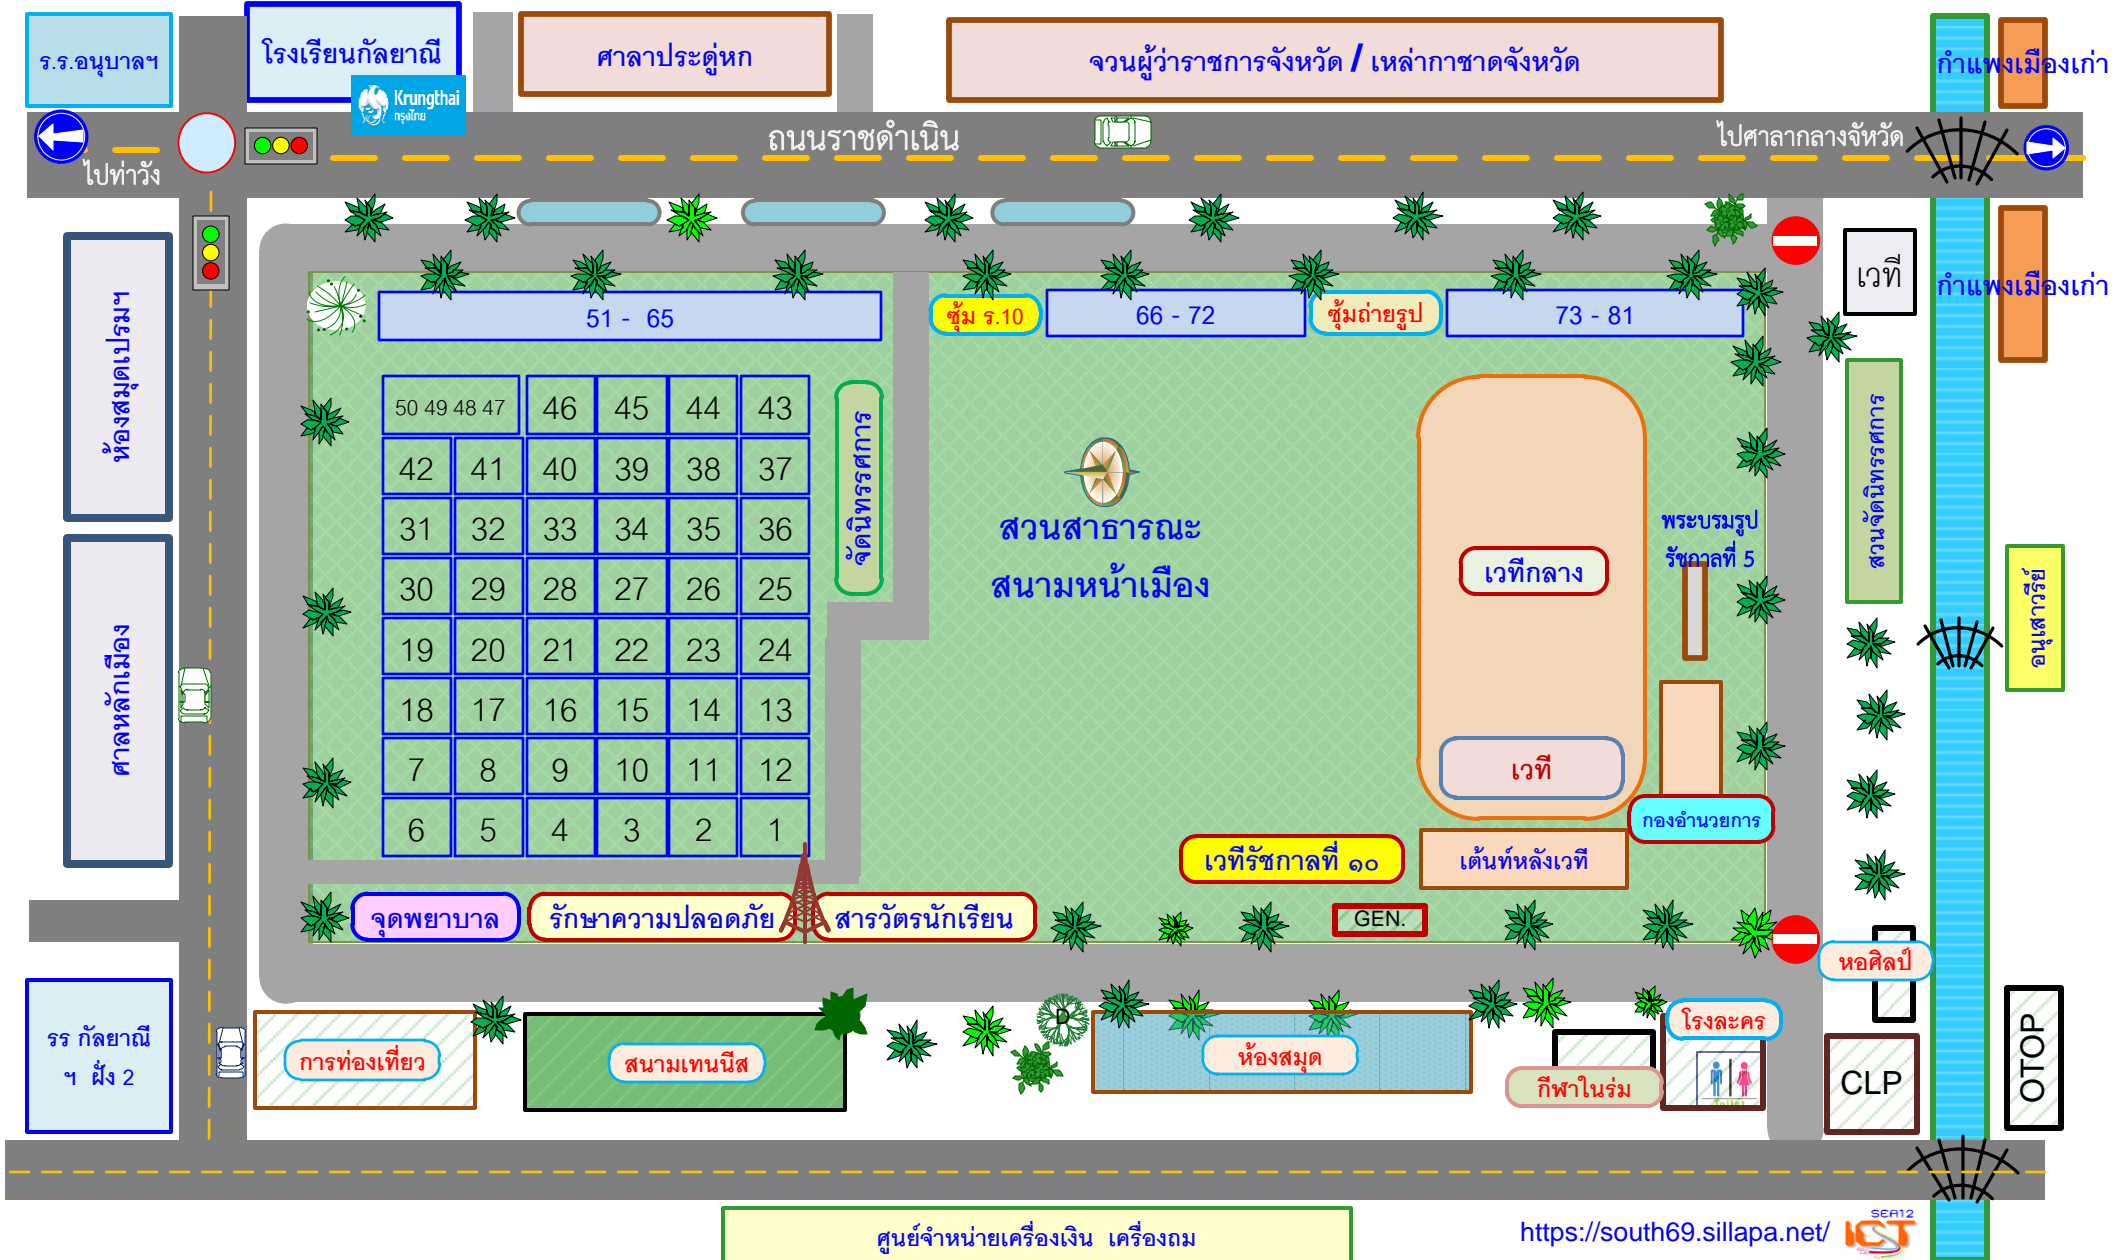 ร.ร.อนุบาลฯ
โรงเรียนกัลยาณี
Krungthai
กรุงไทย
ศาลาประดู่หก
จวนผู้ว่าราชการจังหวัด / เหล่ากาชาดจังหวัด
กำแพงเมืองเก่า
ถนนราชดำเนิน
ไปศาลากลางจัหวัด
ไปท่าวัง
ห้องสมุดเปรมฯ
ศาลหลักเมือง
51 - 65
ซุ้ม ร.10
66 - 72
ซุ้มถ่ายรูป
73 - 81
เวที
กำแพงเมืองเก่า
50 49 48 47 46 45 44 43
42 41 40 39 38 37
31 32 33 34 35 36
30 29 28 27 26 25
19 20 21 22 23 24
18 17 16 15 14 13
7 8 9 10 11 12
6 5 4 3 2 1
จัดนิทรรศการ
สวนสาธารณะ
สนามหน้าเมือง
เวทีกลาง
พระบรมรูป
รัชกาลที่ 5
สวนจัดนิทรรศการ
อนุเสาวรีย์
เวที
กองอำนวยการ
เวทีรัชกาลที่ ๑๐
เต้นท์หลังเวที
จุดพยาบาล
รักษาความปลอดภัย
สารวัตรนักเรียน
GEN.
หอศิลป์
รร กัลยาณี
ฯ ฝั่ง 2
การท่องเที่ยว
สนามเทนนีส
D
ห้องสมุด
กีฬาในร่ม
โรงละคร
Toilet
CLP
OTOP
ศูนย์จำหน่ายเครื่องเงิน เครื่องถม
https://south69.sillapa.net/
SEA12
ICT